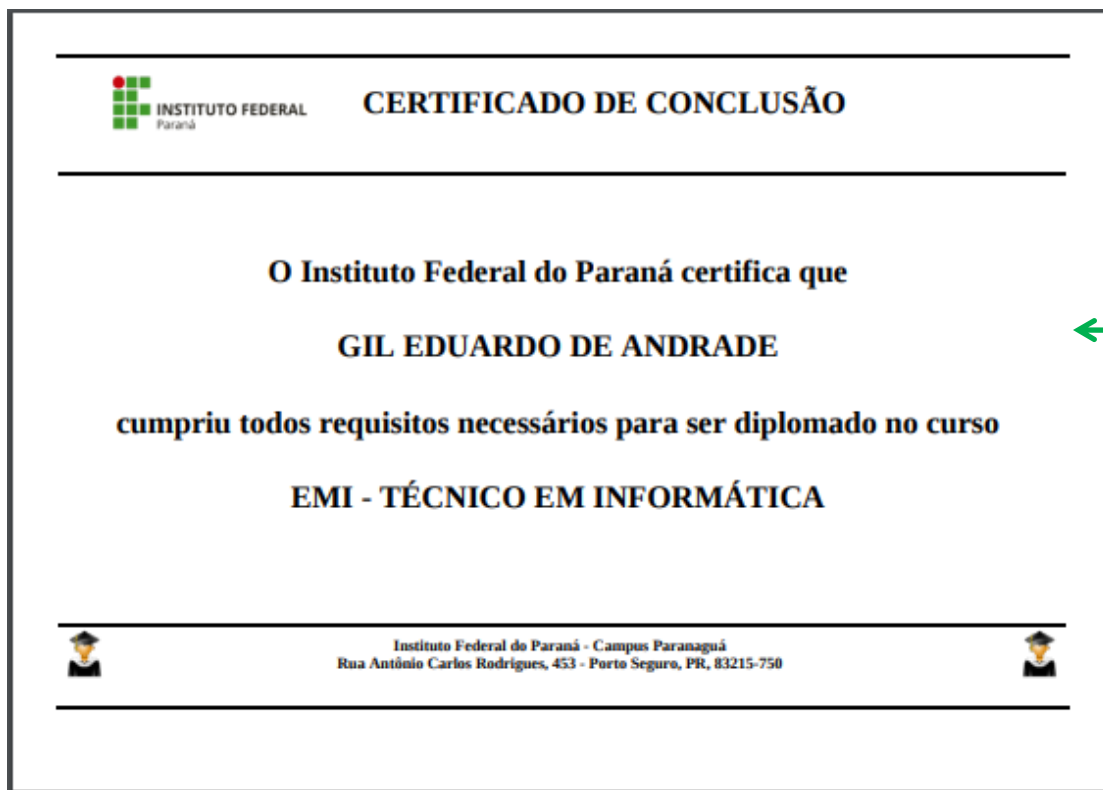 INSTITUTO FEDERAL
Paraná
CERTIFICADO DE CONCLUSÃO
O Instituto Federal do Paraná certifica que
GIL EDUARDO DE ANDRADE
cumpriu todos requisitos necessários para ser diplomado no curso
EMI - TÉCNICO EM INFORMÁTICA
Instituto Federal do Paraná - Campus Paranaguá
Rua Antônio Carlos Rodrigues, 453 - Porto Seguro, PR, 83215-750